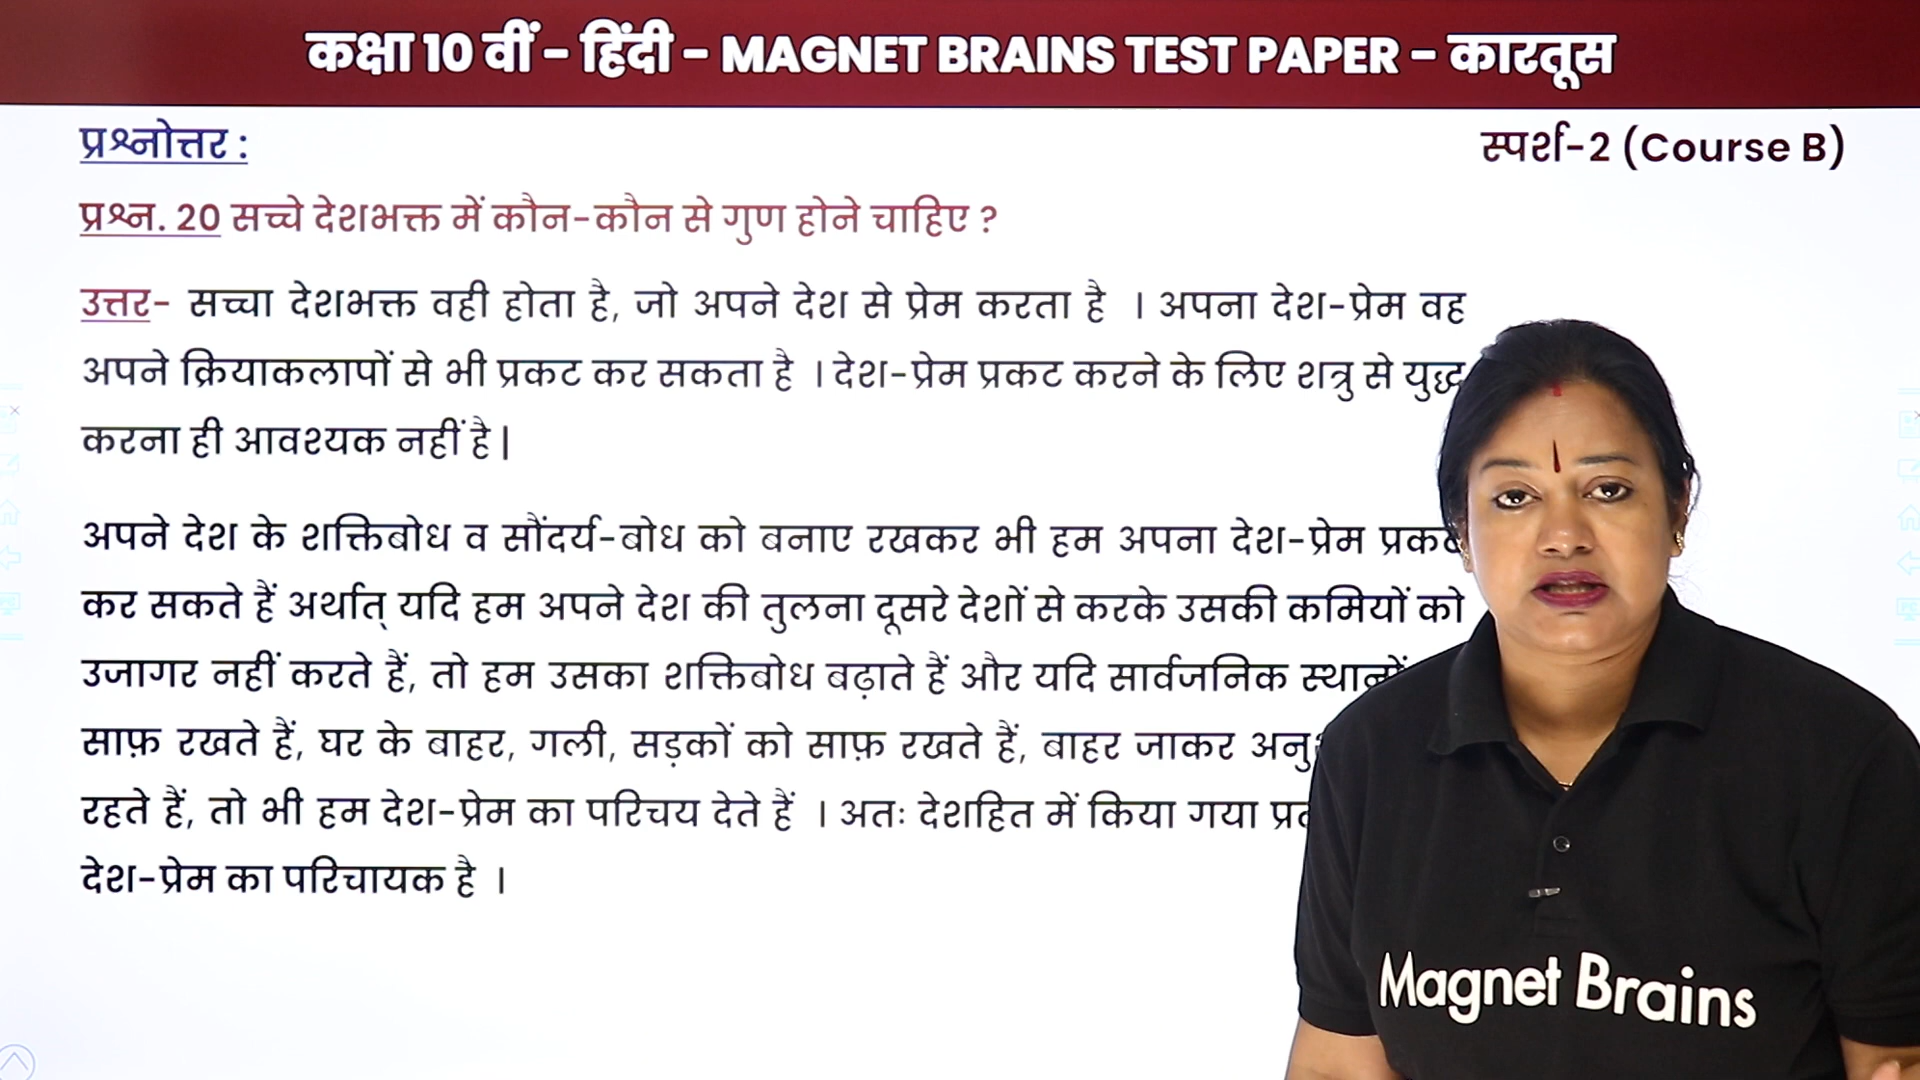 कक्षा 10 वीं - हिंदी - MAGNET BRAINS TEST PAPER - कारतूस
प्रश्नोत्तर :
स्पर्श-2 (Course B)
प्रश्न. 20 सच्चे देशभक्त में कौन-कौन से गुण होने चाहिए ?
उत्तर- सच्चा देशभक्त वही होता है, जो अपने देश से प्रेम करता है । अपना देश-प्रेम वह
अपने क्रियाकलापों से भी प्रकट कर सकता है । देश-प्रेम प्रकट करने के लिए शत्रु से युद्ध
करना ही आवश्यक नहीं है |
अपने देश के शक्तिबोध व सौंदर्य-बोध को बनाए रखकर भी हम अपना देश-प्रेम प्रकट
कर सकते हैं अर्थात् यदि हम अपने देश की तुलना दूसरे देशों से करके उसकी कमियों को
उजागर नहीं करते हैं, तो हम उसका शक्तिबोध बढ़ाते हैं और यदि सार्वजनिक स्थानों
साफ़ रखते हैं, घर के बाहर, गली, सड़कों को साफ़ रखते हैं, बाहर जाकर
रहते हैं, तो भी हम देश-प्रेम का परिचय देते हैं । अतः देशहित में किया गया
देश-प्रेम का परिचायक है ।
Magnet Brains